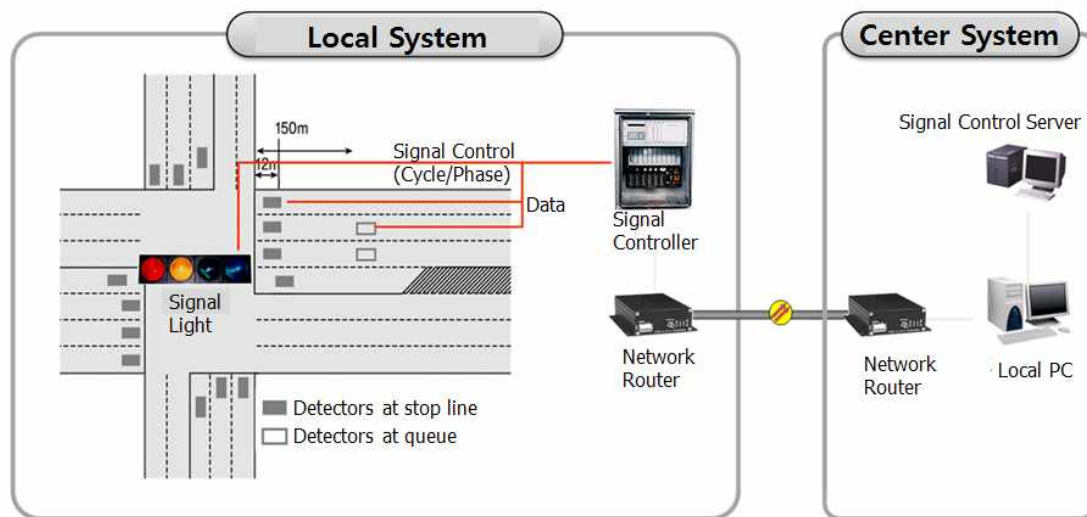 Local System
Center System
150m
12m
Signal Control
(Cycle/Phase)
Data
Signal
Controller
Signal Control Server
Signal
Light
Network
Router
Network
Router
Local PC
Detectors at stop line
Detectors at queue